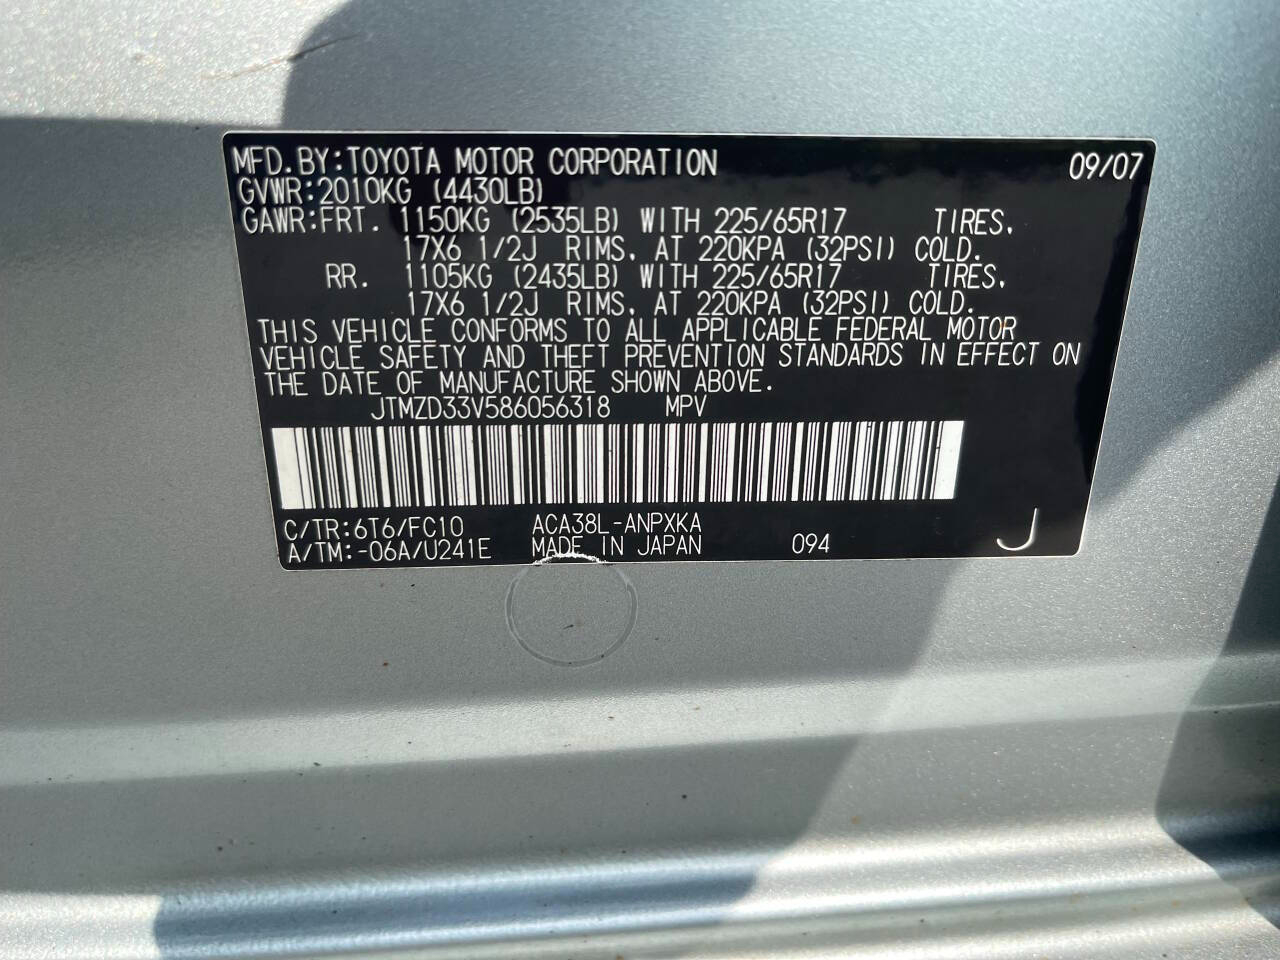 MFD.BY:TOYOTA MOTOR CORPORATION 09/07
GVWR:2010KG (4430LB)
GAWR:FRT. 1150KG (2535LB) WITH 225/65R17 TIRES,
17X6 1/2J RIMS, AT 220KPA (32PSI) COLD.
RR. 1105KG (2435LB) WITH 225/65R17 TIRES,
17X6 1/2J RIMS, AT 220KPA (32PSI) COLD.
THIS VEHICLE CONFORMS TO ALL APPLICABLE FEDERAL MOTOR
VEHICLE SAFETY AND THEFT PREVENTION STANDARDS IN EFFECT ON
THE DATE OF MANUFACTURE SHOWN ABOVE.
JTMZD33V586056318 MPV
C/TR:6T6/FC10 ACA38L-ANPXKA
A/TM:-06A/U241E MADE IN JAPAN 094 J